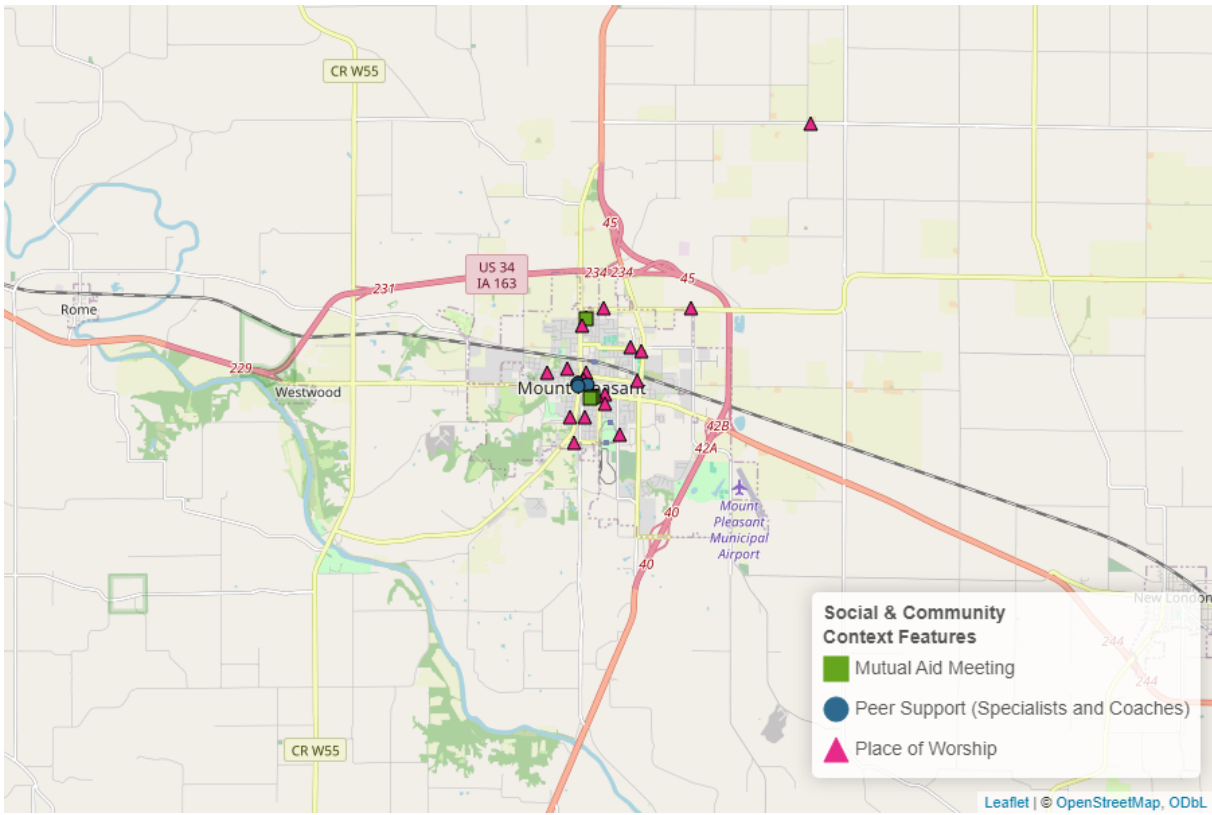 CR W55
45
US 34
IA 163
234 234
45
231
Rome
229
Westwood
Mount Pleasant
42B
42A
Mount
Pleasant
Municipal
Airport
40
40
New London
244
244
CR W55
Social & Community
Context Features
Mutual Aid Meeting
Peer Support (Specialists and Coaches)
Place of Worship
Leaflet | © OpenStreetMap, ODbL